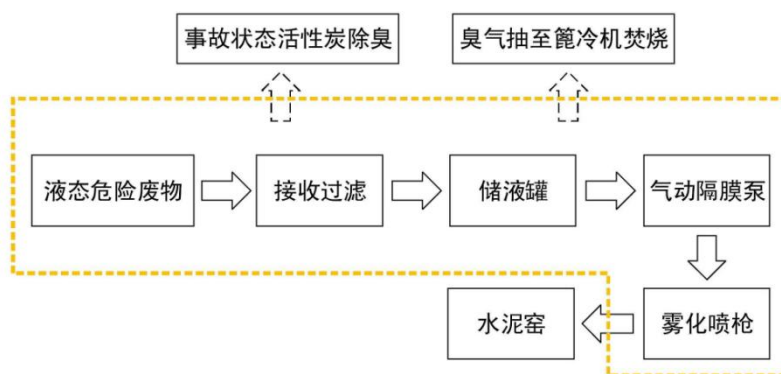 事故状态活性炭除臭
臭气抽至篦冷机焚烧
液态危险废物
接收过滤
储液罐
气动隔膜泵
水泥窑
雾化喷枪